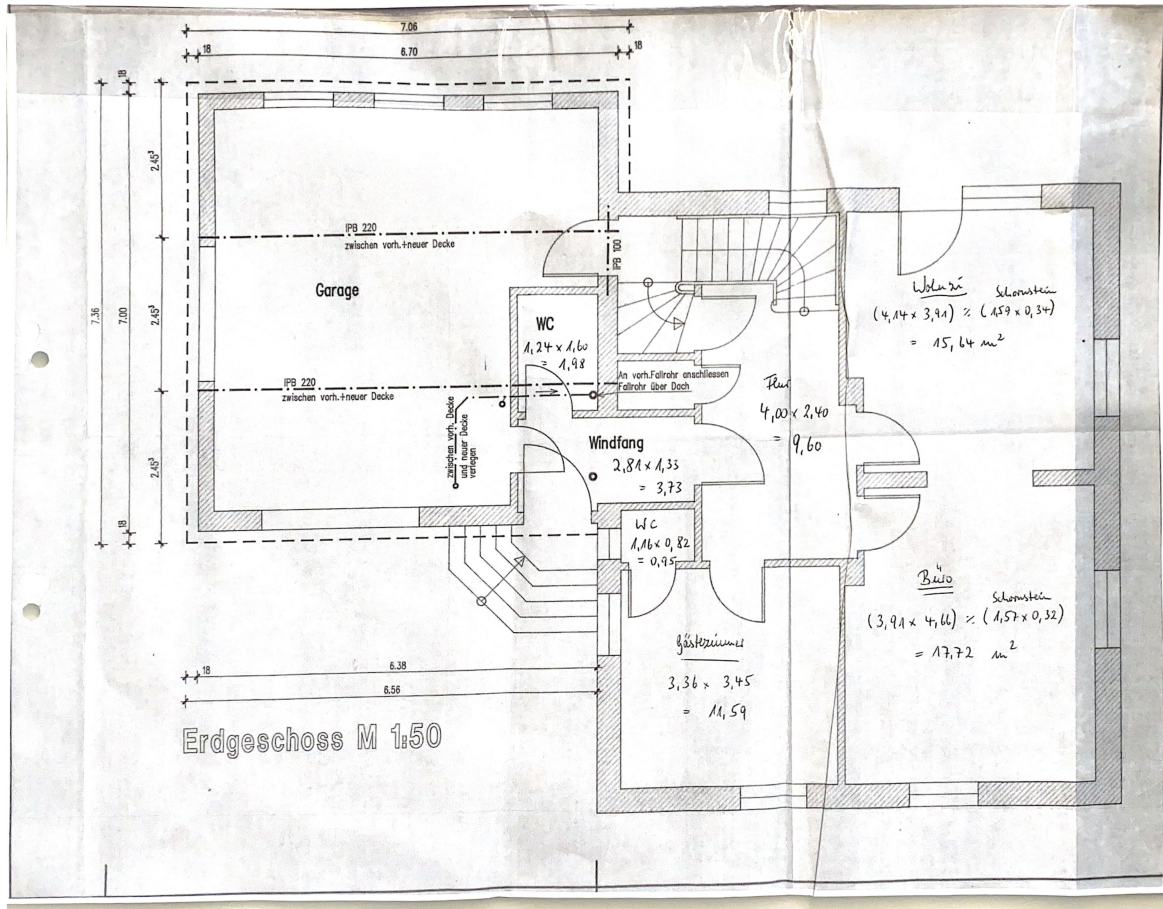 7.06
18
6.70
18
18
7.36
7.00
2.45³
2.45³
2.45³
18
IPB 220
zwischen vorh.+neuer Decke
IPB 100
Garage
WC
1,24 x 1,60
= 1,98
Wohnzi
Schornstein
(4,14 x 3,91) % (1,59 x 0,34)
= 15,64 m²
An vorh.Fallrohr anschliessen
Fallrohr über Dach
IPB 220
zwischen vorh.+neuer Decke
zwischen vorh. Decke
und neuer Decke
verlegen
Flur
4,00 x 2,40
= 9,60
Windfang
2,81 x 1,33
= 3,73
WC
1,16 x 0,82
= 0,95
Büro
Schornstein
(3,91 x 4,66) % (1,57 x 0,32)
= 17,72 m²
Gästezimmer
3,36 x 3,45
= 11,59
18
6.38
6.56
Erdgeschoss M 1:50